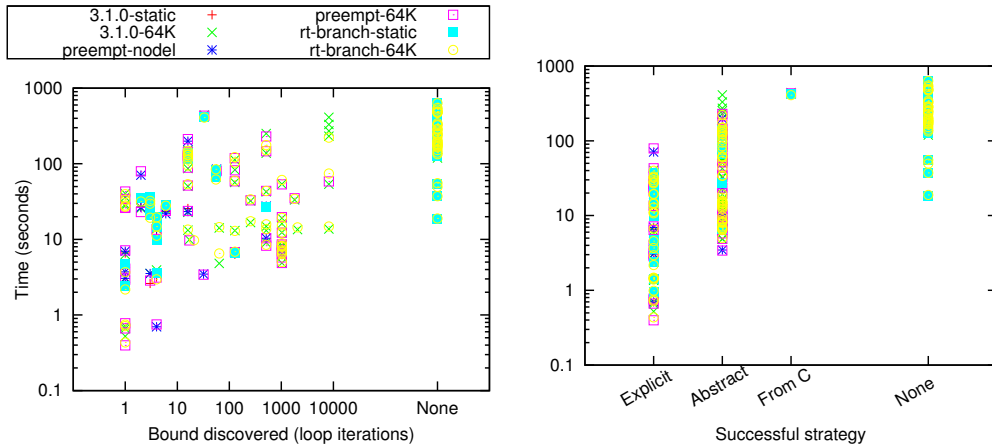 3.1.0-static
3.1.0-64K
preempt-nodel
preempt-64K
rt-branch-static
rt-branch-64K
1000
100
10
1
0.1
Time (seconds)
1 10 100 1000 10000 None
Bound discovered (loop iterations)
1000
100
10
1
0.1
Explicit
Abstract
From C
None
Successful strategy